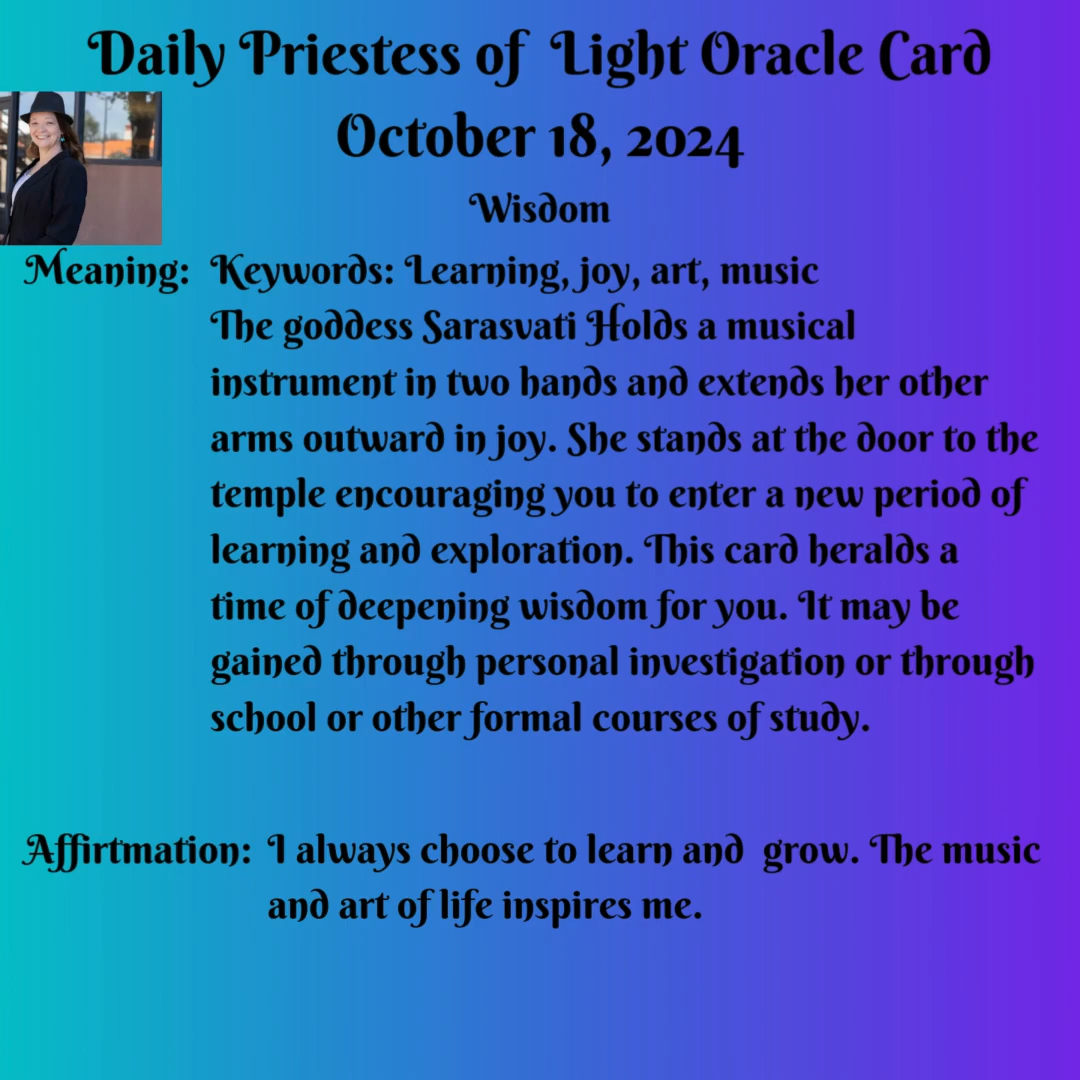 Daily Priestess of Light Oracle Card
October 18, 2024
Wisdom
Meaning: Keywords: Learning, joy, art, music
The goddess Sarasvati Holds a musical
instrument in two hands and extends her other
arms outward in joy. She stands at the door to the
temple encouraging you to enter a new period of
learning and exploration. This card heralds a
time of deepening wisdom for you. It may be
gained through personal investigation or through
school or other formal courses of study.
Affirtmation: I always choose to learn and grow. The music
and art of life inspires me.